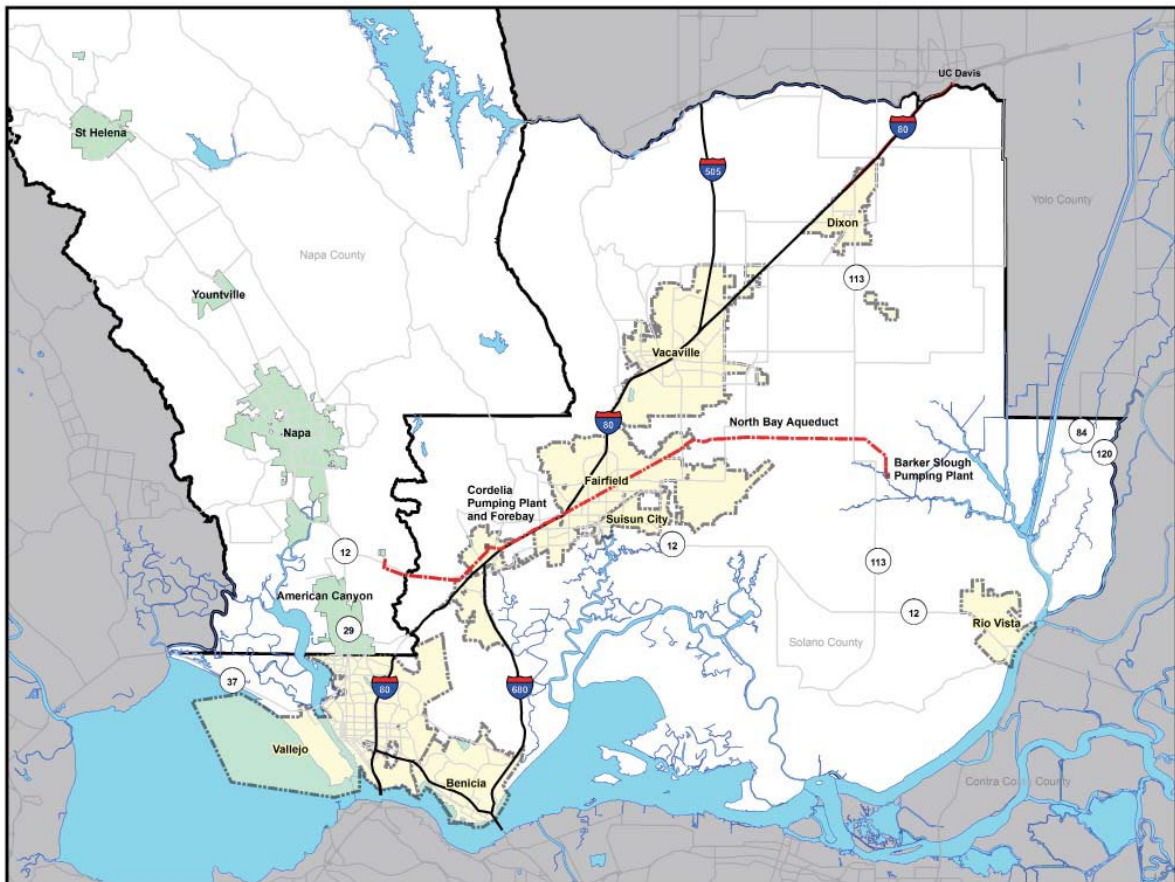 UC Davis
80
St Helena
505
Yolo County
Dixon
Napa County
113
Yountville
Vacaville
80
North Bay Aqueduct
Napa
84
120
Barker Slough
Pumping Plant
Fairfield
Cordelia
Pumping Plant
and Forebay
Suisun City
12
12
113
American Canyon
12
Rio Vista
29
Solano County
37
80
680
Vallejo
Benicia
Contra Costa County